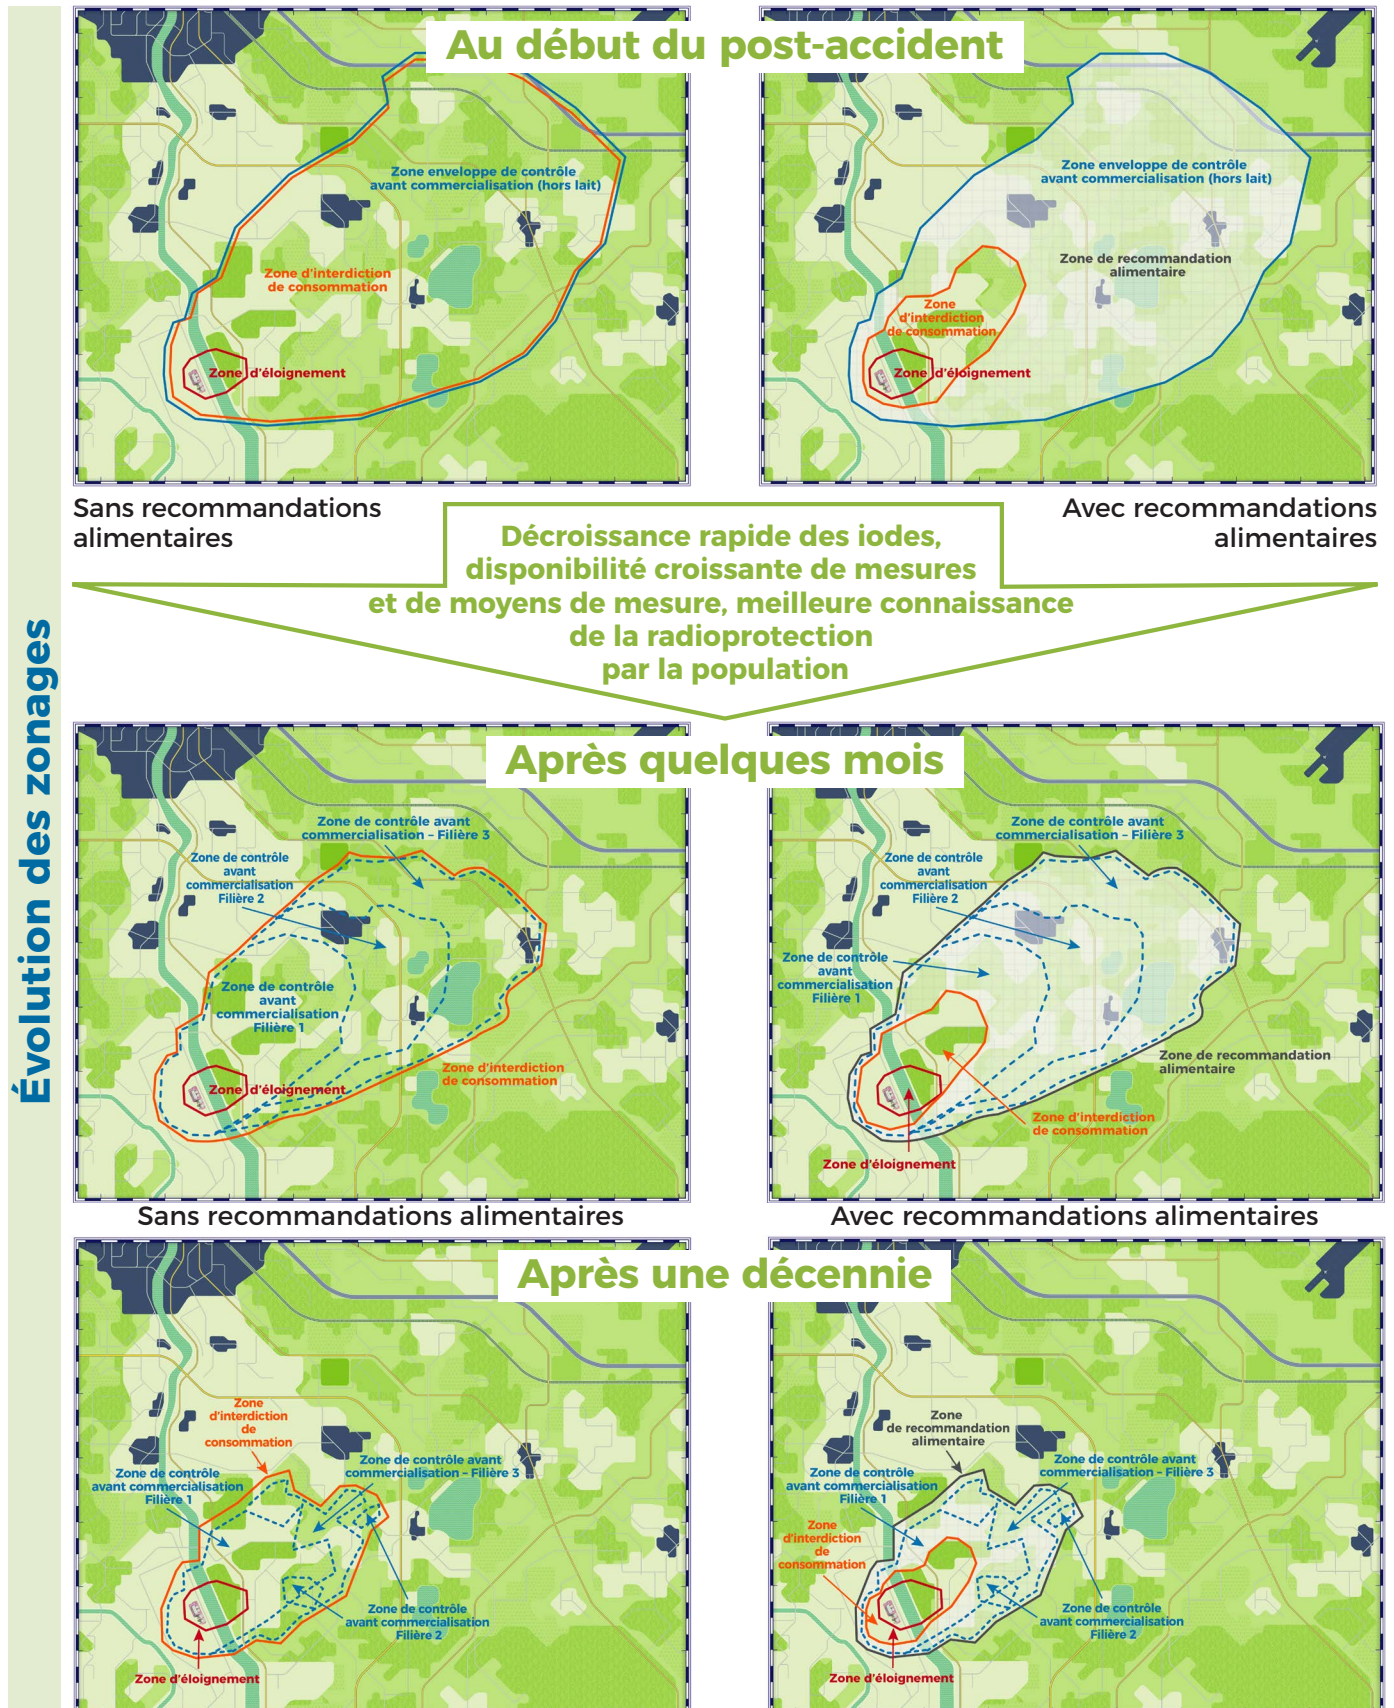 Évolution des zonages
Au début du post-accident
Zone enveloppe de contrôle
avant commercialisation (hors lait)
Zone d'interdiction
de consommation
Zone d'éloignement
Zone enveloppe de contrôle
avant commercialisation (hors lait)
Zone de recommandation
alimentaire
Zone
d'interdiction
de consommation
Zone d'éloignement
Sans recommandations
alimentaires
Avec recommandations
alimentaires
Décroissance rapide des iodes,
disponibilité croissante de mesures
et de moyens de mesure, meilleure connaissance
de la radioprotection
par la population
Après quelques mois
Zone de contrôle avant
commercialisation – Filière 3
Zone de contrôle
avant
commercialisation
Filière 2
Zone de contrôle
avant
commercialisation
Filière 1
Zone d'interdiction
de consommation
Zone d'éloignement
Zone de contrôle avant
commercialisation – Filière 3
Zone de contrôle
avant
commercialisation
Filière 2
Zone de contrôle
avant
commercialisation
Filière 1
Zone de recommandation
alimentaire
Zone d'interdiction
de consommation
Zone d'éloignement
Sans recommandations alimentaires
Avec recommandations alimentaires
Après une décennie
Zone
d'interdiction
de
consommation
Zone de contrôle avant
commercialisation – Filière 3
Zone de contrôle
avant commercialisation
Filière 1
Zone de contrôle
avant commercialisation
Filière 2
Zone d'éloignement
Zone
de recommandation
alimentaire
Zone de contrôle avant
commercialisation – Filière 3
Zone de contrôle
avant commercialisation
Filière 1
Zone
d'interdiction
de
consommation
Zone de contrôle
avant commercialisation
Filière 2
Zone d'éloignement